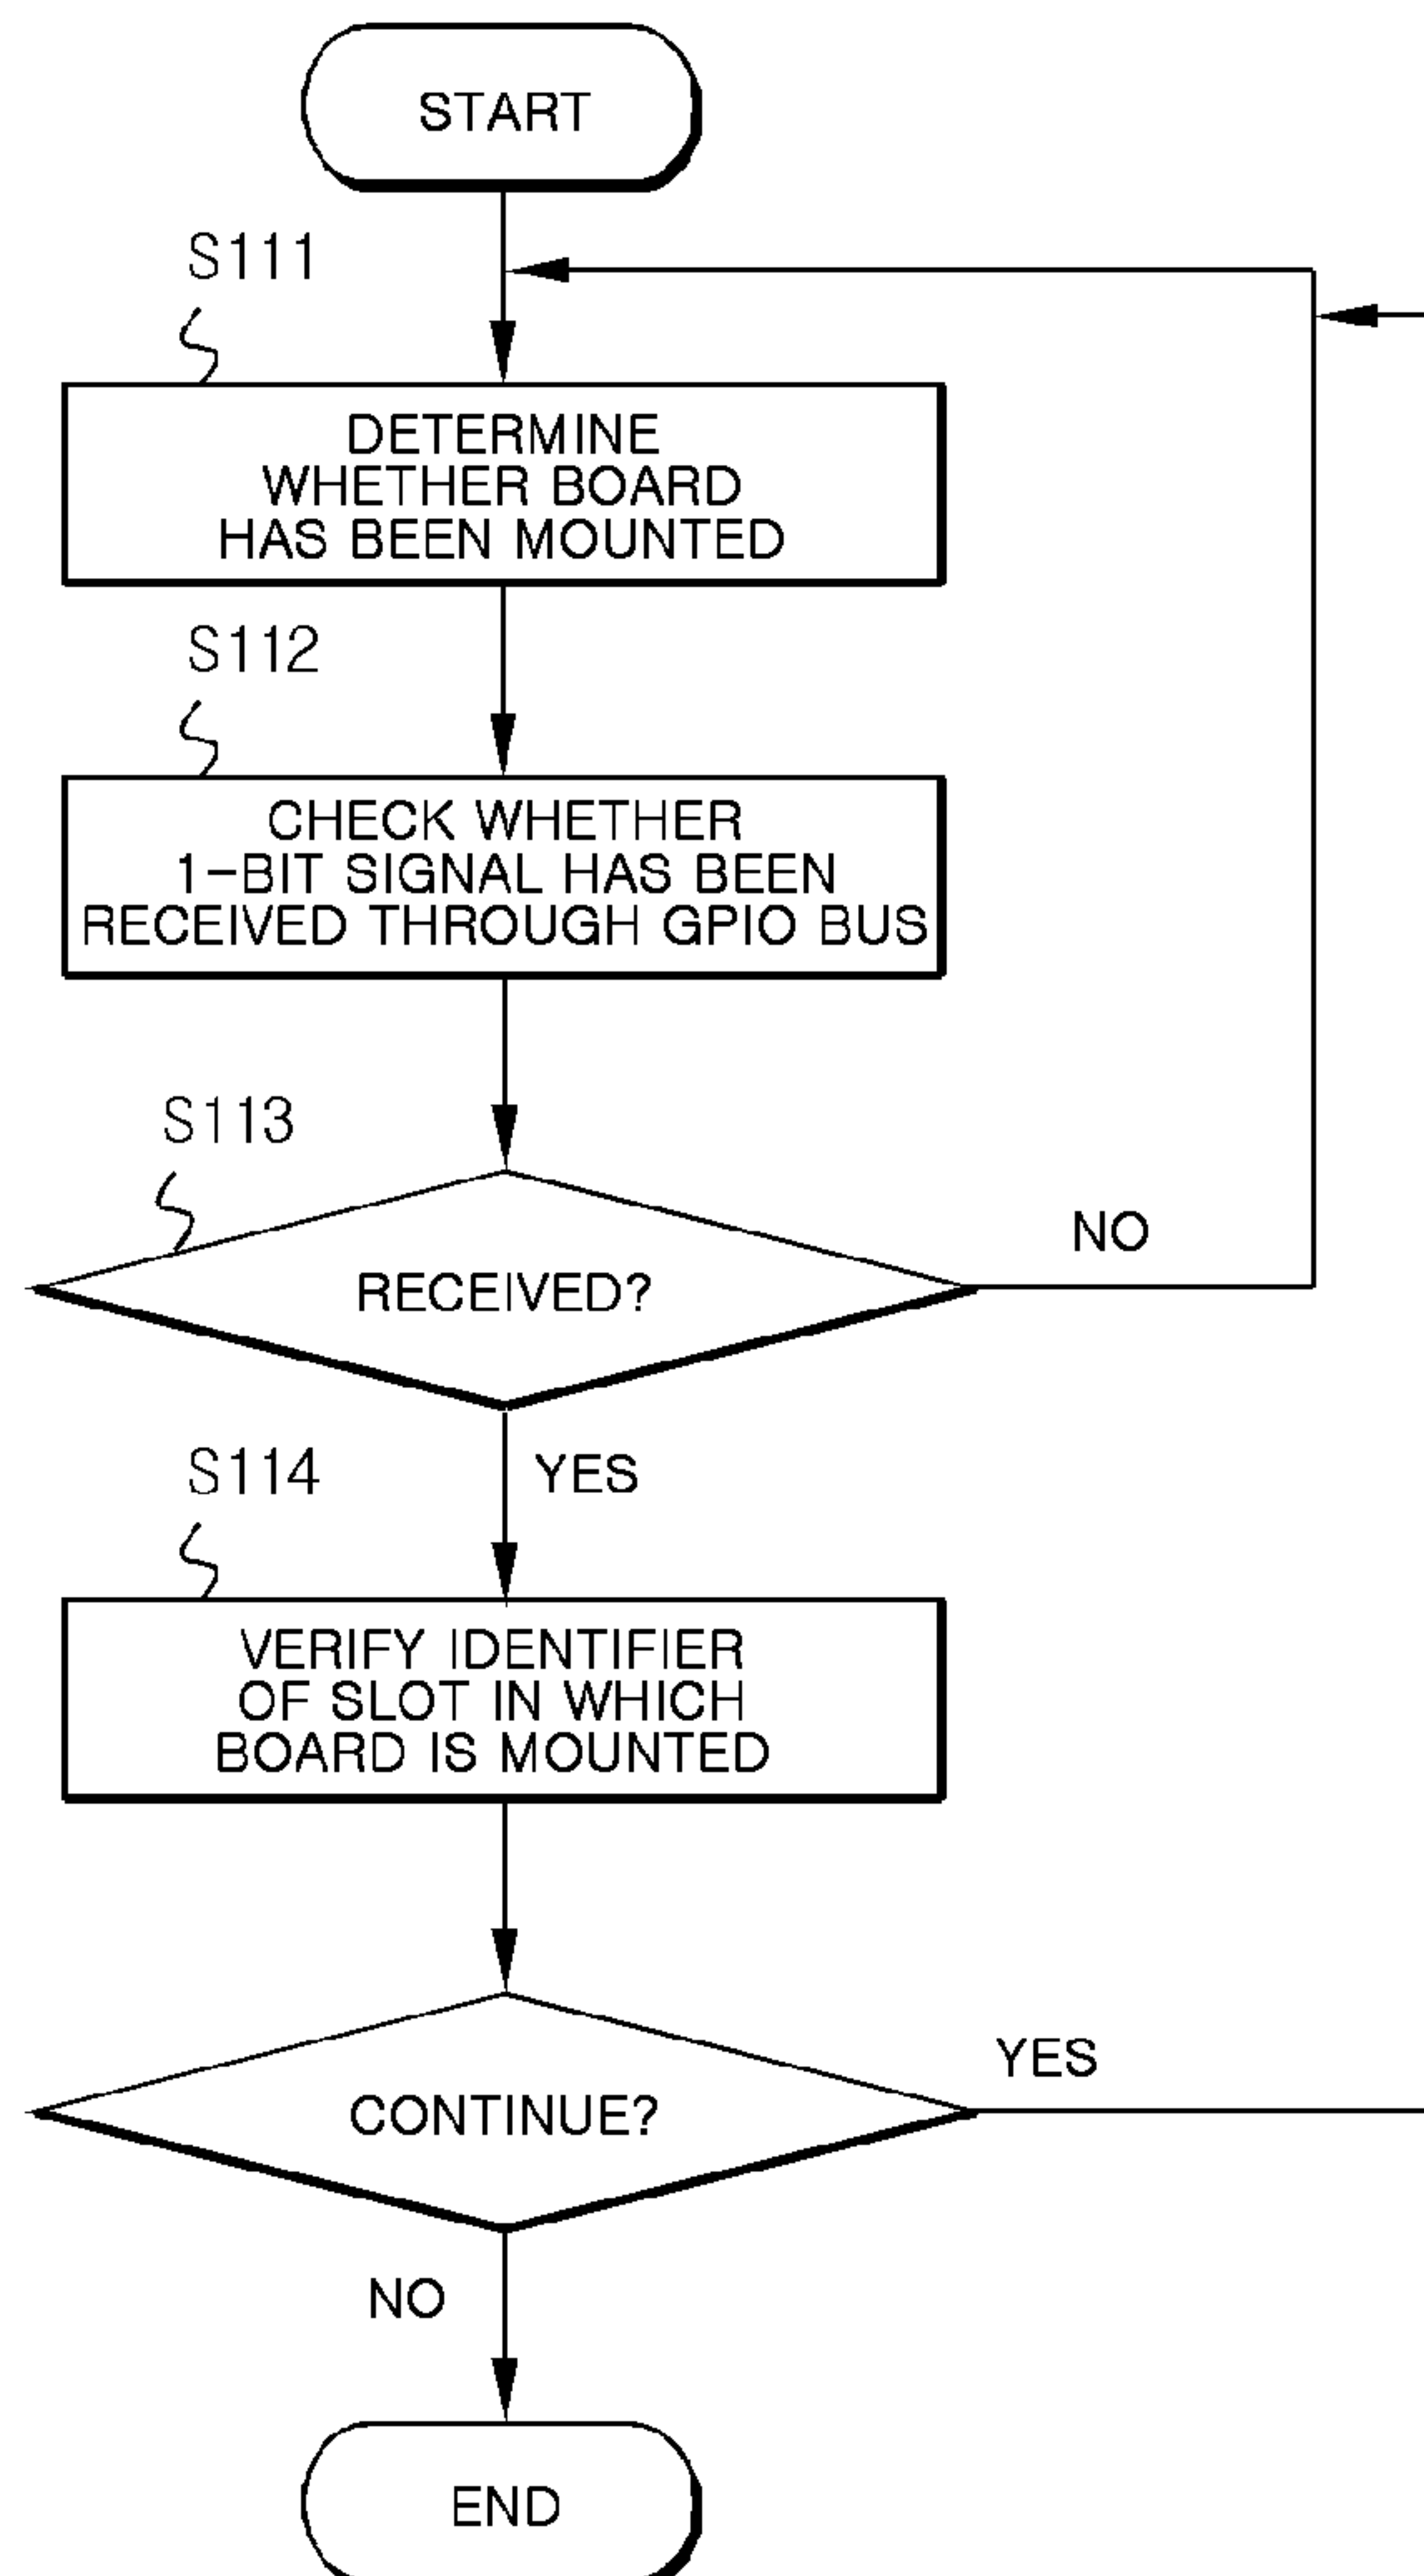 START
S111
DETERMINE
WHETHER BOARD
HAS BEEN MOUNTED
S112
CHECK WHETHER
1-BIT SIGNAL HAS BEEN
RECEIVED THROUGH GPIO BUS
S113
RECEIVED?
NO
YES
S114
VERIFY IDENTIFIER
OF SLOT IN WHICH
BOARD IS MOUNTED
CONTINUE?
YES
NO
END